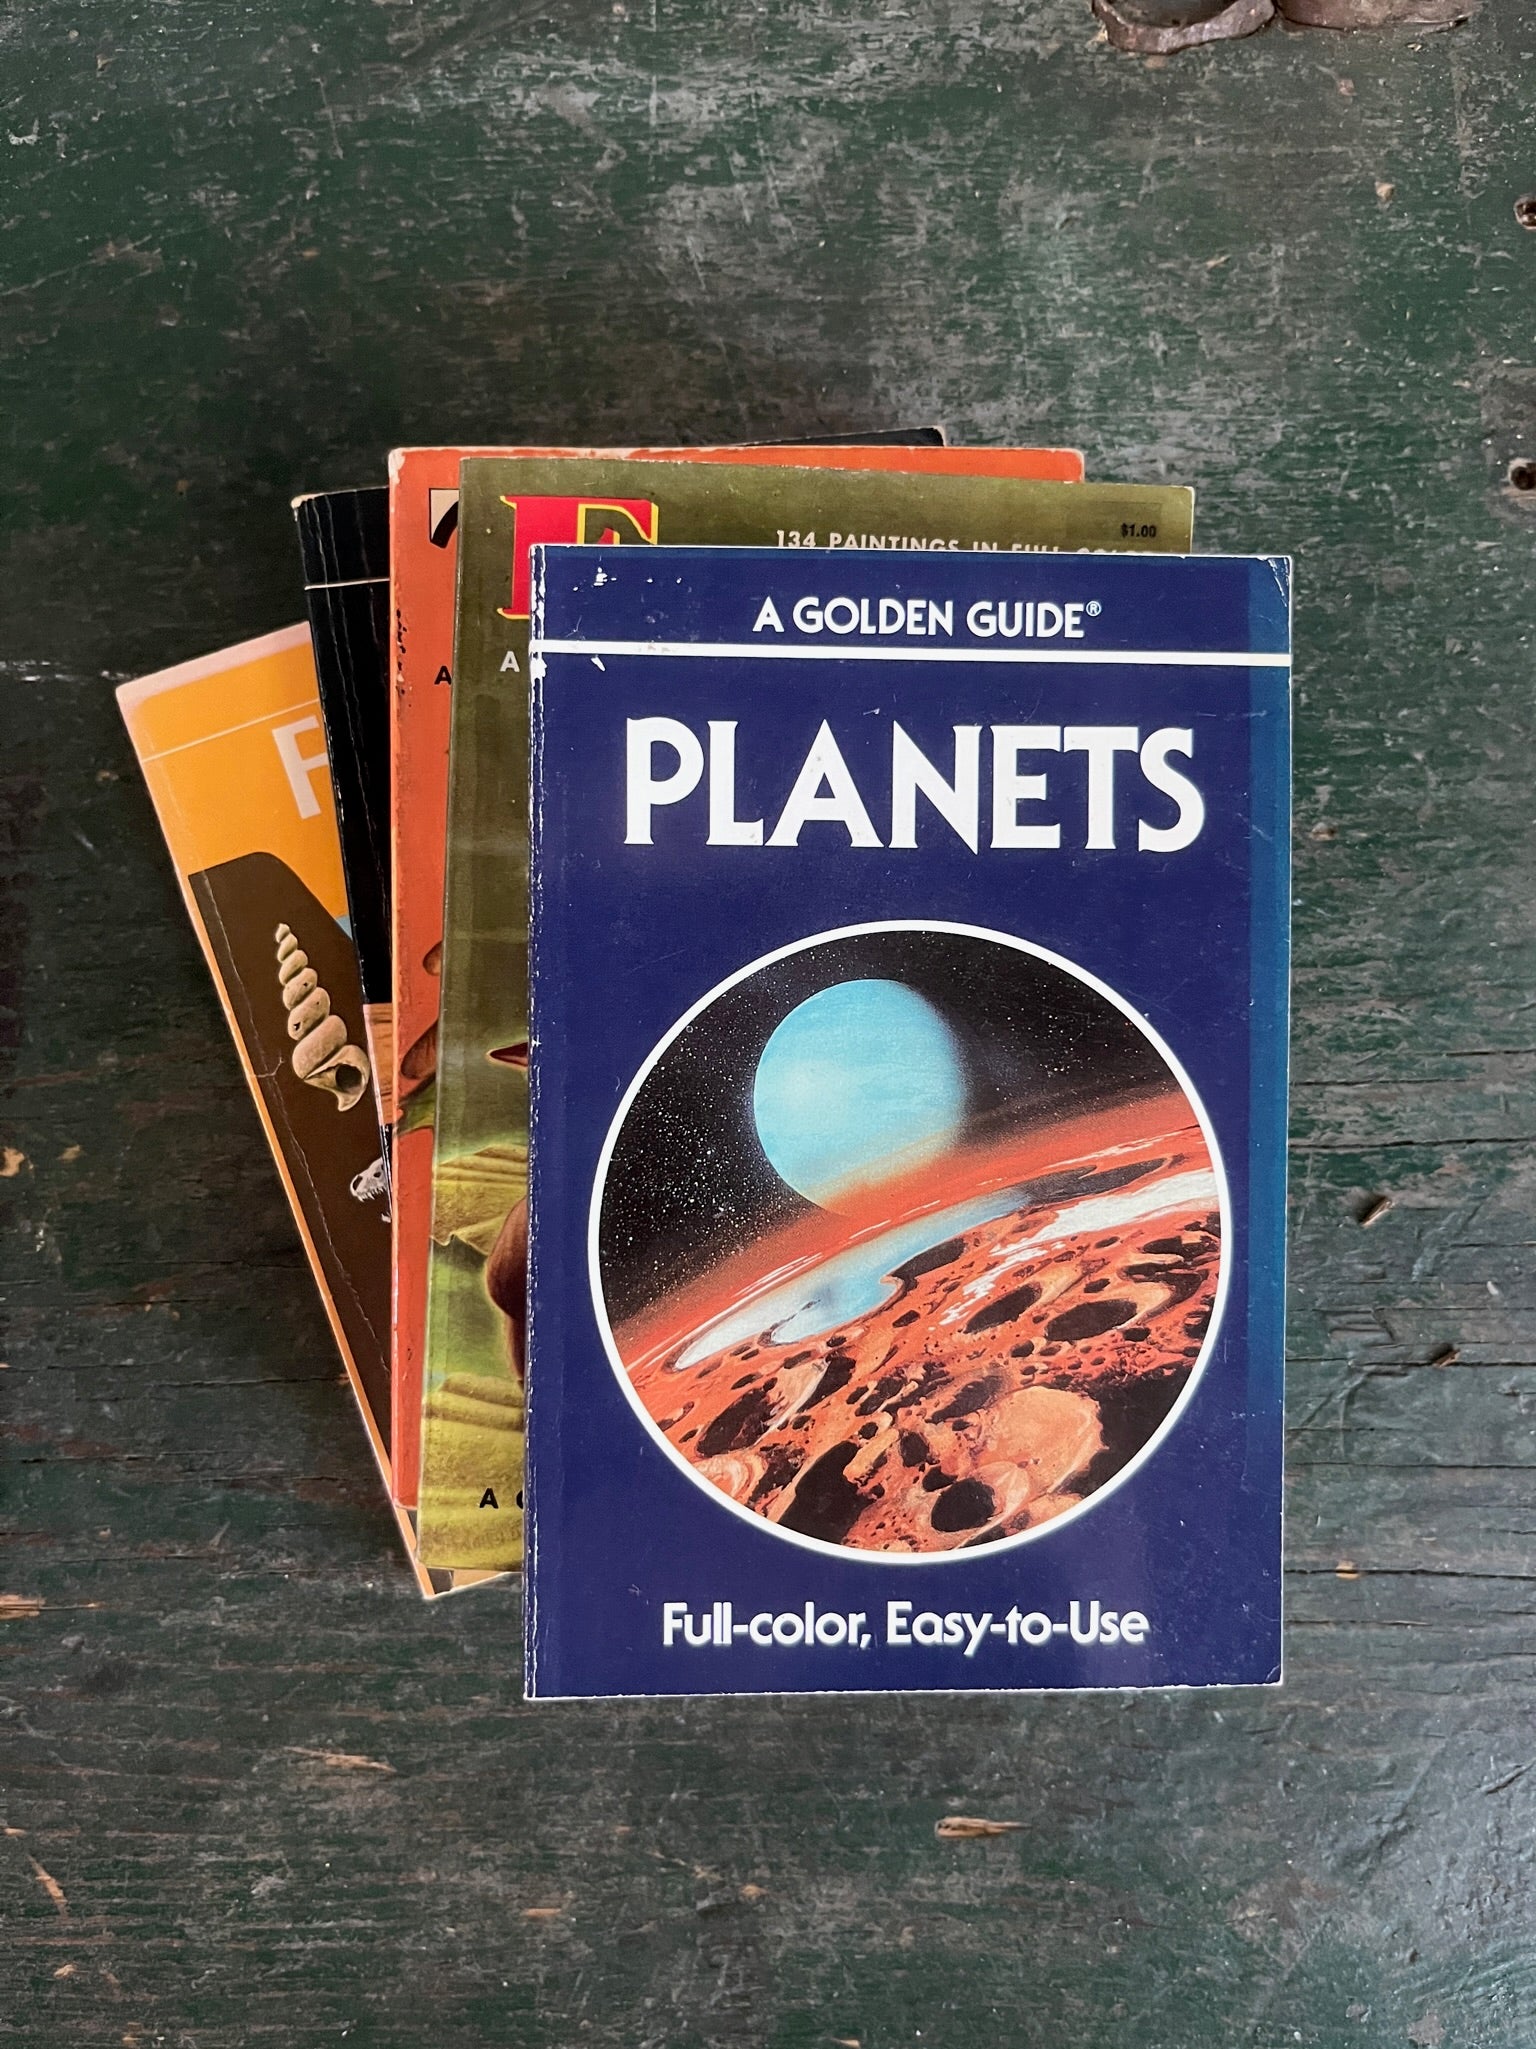 $1.00
134 PAINTINGS IN FULL COLOR
A GOLDEN GUIDE®
PLANETS
Full-color, Easy-to-Use
F
A
A
F
A